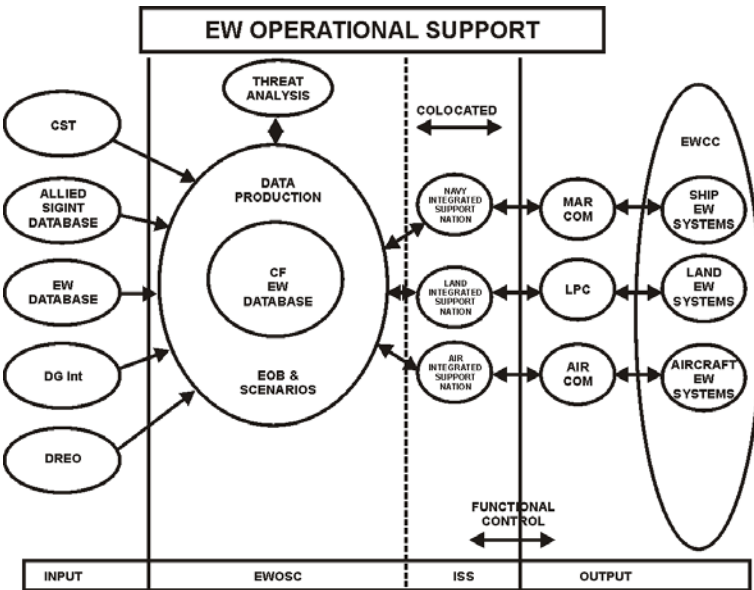 EW OPERATIONAL SUPPORT
CST
ALLIED
SIGINT
DATABASE
EW
DATABASE
DG Int
DREO
THREAT
ANALYSIS
DATA
PRODUCTION
CF
EW
DATABASE
EOB &
SCENARIOS
COLOCATED
NAVY
INTEGRATED
SUPPORT
NATION
LAND
INTEGRATED
SUPPORT
NATION
AIR
INTEGRATED
SUPPORT
NATION
MAR
COM
LPC
AIR
COM
EWCC
SHIP
EW
SYSTEMS
LAND
EW
SYSTEMS
AIRCRAFT
EW
SYSTEMS
FUNCTIONAL
CONTROL
INPUT
EWOSC
ISS
OUTPUT